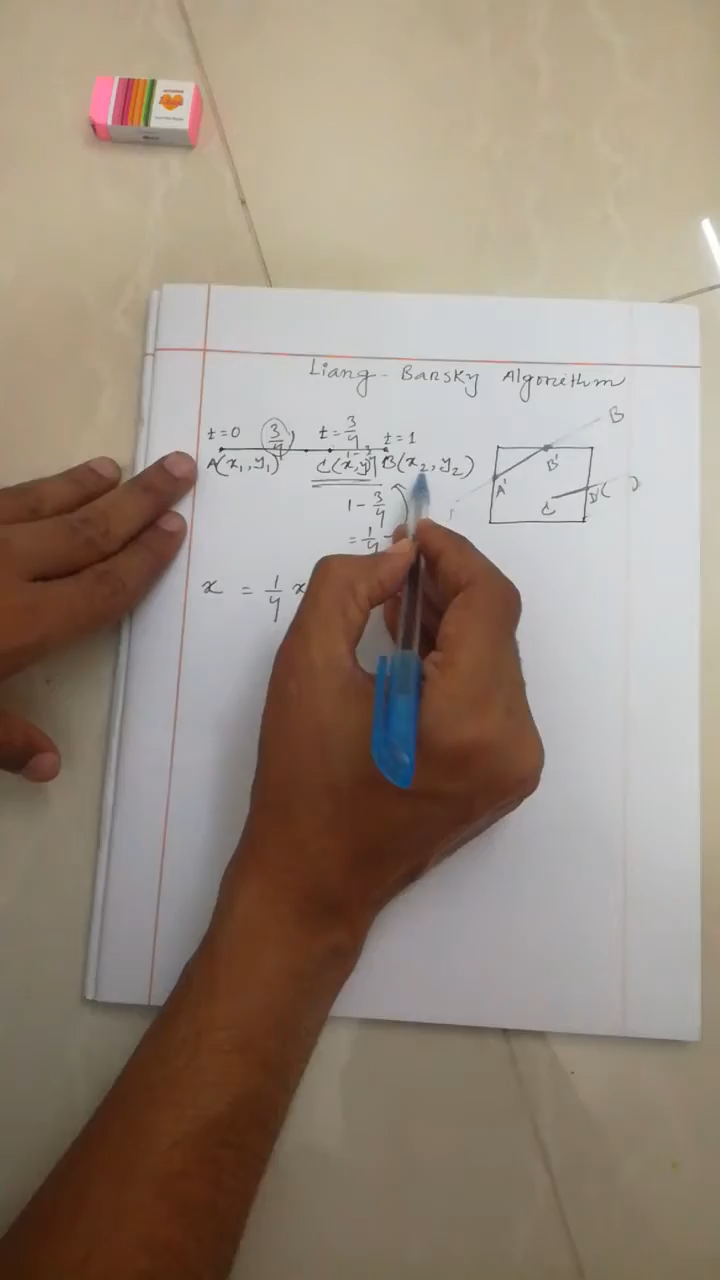 Liang - Barsky Algorithm
t=0 3/4 t=3/4 t=1
A(x₁, y₁) C(x, y) B(x₂, y₂)
1 - 3/4
= 1/4
x = 1/4 x
B
B'
A'
C
D'